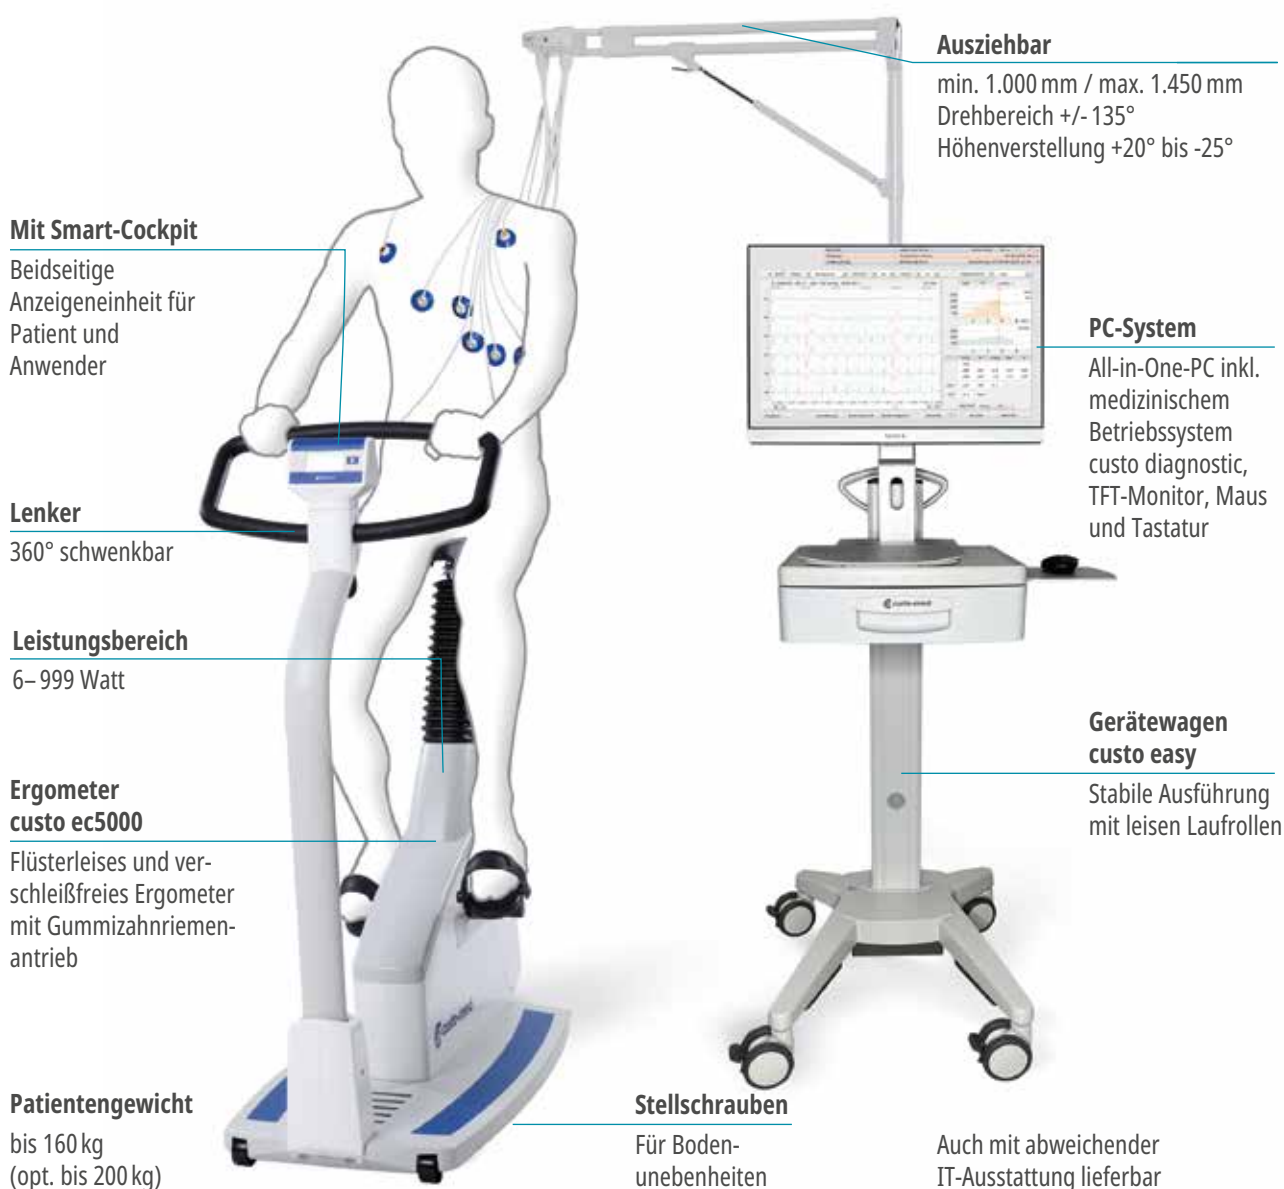 Ausziehbar
min. 1.000 mm / max. 1.450 mm
Drehbereich +/- 135°
Höhenverstellung +20° bis -25°
Mit Smart-Cockpit
Beidseitige
Anzeigeneinheit für
Patient und
Anwender
PC-System
All-in-One-PC inkl.
medizinischem
Betriebssystem
custo diagnostic,
TFT-Monitor, Maus
und Tastatur
Lenker
360° schwenkbar
custo med
Leistungsbereich
6– 999 Watt
Gerätewagen
custo easy
Stabile Ausführung
mit leisen Laufrollen
Ergometer
custo ec5000
Flüsterleises und ver-
schleißfreies Ergometer
mit Gummizahnriemen-
antrieb
custo med
Patientengewicht
bis 160 kg
(opt. bis 200 kg)
Stellschrauben
Für Boden-
unebenheiten
Auch mit abweichender
IT-Ausstattung lieferbar